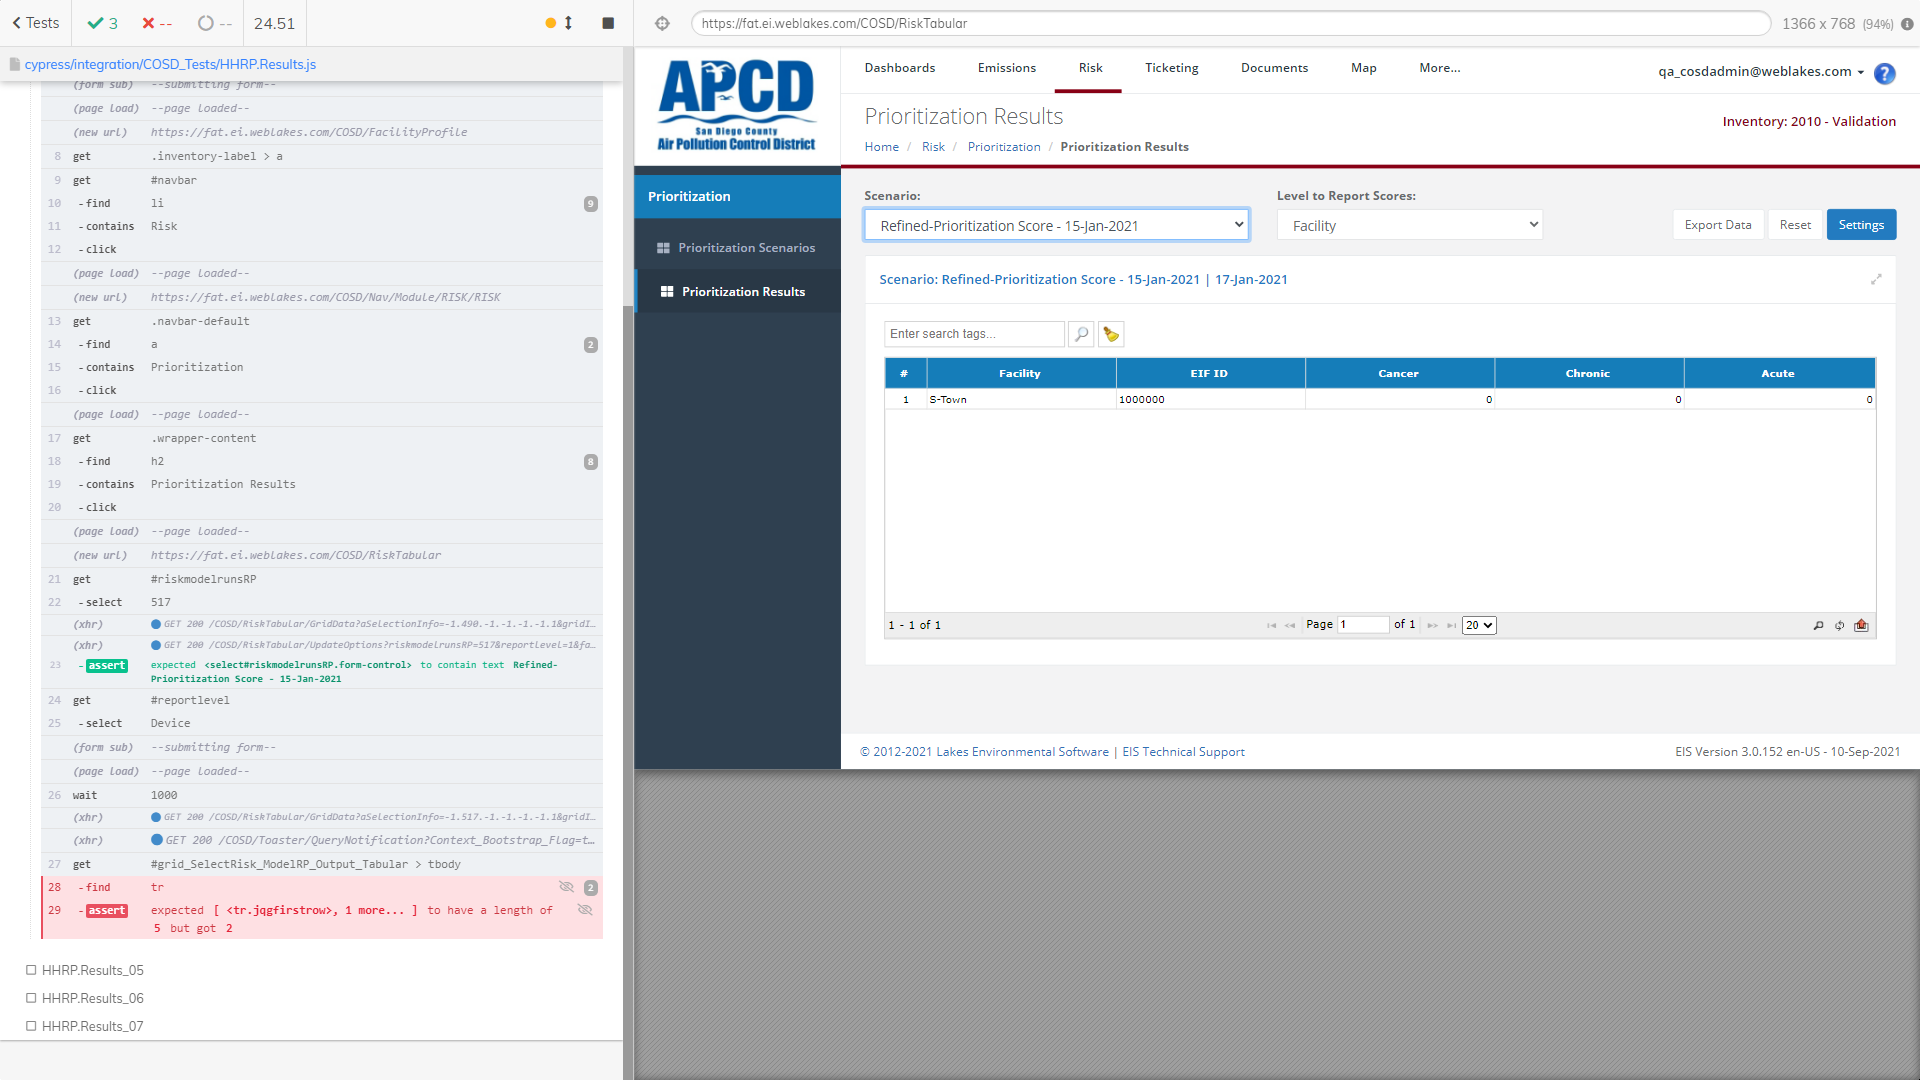 Tests
3
--
--
24.51
cypress/integration/COSD_Tests/HHRP.Results.js
(form sub) --submitting form--
(page load) --page loaded--
(new url) https://fat.ei.weblakes.com/COSD/FacilityProfile
8 get .inventory-label > a
9 get #navbar
10 - find li 9
11 - contains Risk
12 - click
(page load) --page loaded--
(new url) https://fat.ei.weblakes.com/COSD/Nav/Module/RISK/RISK
13 get .navbar-default
14 - find a 2
15 - contains Prioritization
16 - click
(page load) --page loaded--
17 get .wrapper-content
18 - find h2 8
19 - contains Prioritization Results
20 - click
(page load) --page loaded--
(new url) https://fat.ei.weblakes.com/COSD/RiskTabular
21 get #riskmodelrunsRP
22 - select 517
(xhr) GET 200 /COSD/RiskTabular/GridData?aSelectionInfo=-1.490.-1.-1.-1.-1.1&gridI...
(xhr) GET 200 /COSD/RiskTabular/UpdateOptions?riskmodelrunsRP=517&reportlevel=1&fa...
23 - assert expected <select#riskmodelrunsRP.form-control> to contain text Refined-
Prioritization Score - 15-Jan-2021
24 get #reportlevel
25 - select Device
(form sub) --submitting form--
(page load) --page loaded--
26 wait 1000
(xhr) GET 200 /COSD/RiskTabular/GridData?aSelectionInfo=-1.517.-1.-1.-1.-1.1&gridI...
(xhr) GET 200 /COSD/Toaster/QueryNotification?Context_Bootstrap_Flag=t...
27 get #grid_SelectRisk_ModelRP_Output_Tabular > tbody
28 - find tr 2
29 - assert expected [ <tr.jqgfirstrow>, 1 more... ] to have a length of
5 but got 2
HHRP.Results_05
HHRP.Results_06
HHRP.Results_07
https://fat.ei.weblakes.com/COSD/RiskTabular
1366 x 768 (94%)
APCD
San Diego County
Air Pollution Control District
Dashboards
Emissions
Risk
Ticketing
Documents
Map
More...
qa_cosdadmin@weblakes.com
?
Prioritization Results
Inventory: 2010 - Validation
Home / Risk / Prioritization / Prioritization Results
Prioritization
Prioritization Scenarios
Prioritization Results
Scenario:
Refined-Prioritization Score - 15-Jan-2021
Level to Report Scores:
Facility
Export Data
Reset
Settings
Scenario: Refined-Prioritization Score - 15-Jan-2021 | 17-Jan-2021
Enter search tags...
# Facility EIF ID Cancer Chronic Acute
1 S-Town 1000000 0 0 0
1 - 1 of 1
Page 1 of 1
20
© 2012-2021 Lakes Environmental Software | EIS Technical Support
EIS Version 3.0.152 en-US - 10-Sep-2021